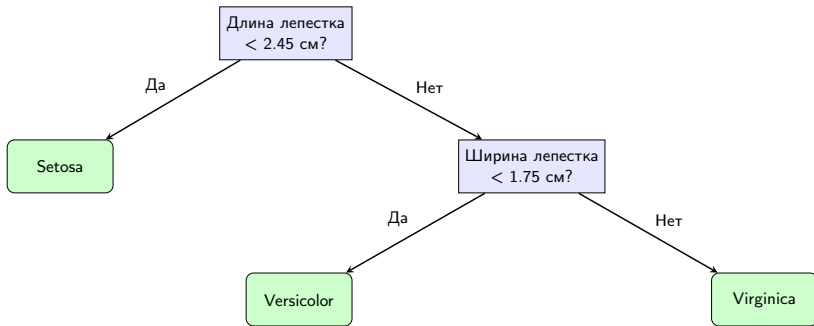 Длина лепестка
< 2.45 см?
Да
Нет
Setosa
Ширина лепестка
< 1.75 см?
Да
Нет
Versicolor
Virginica